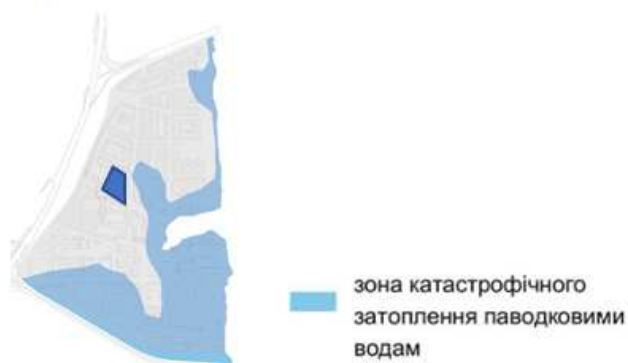 зона катастрофічного
затоплення паводковими
водам